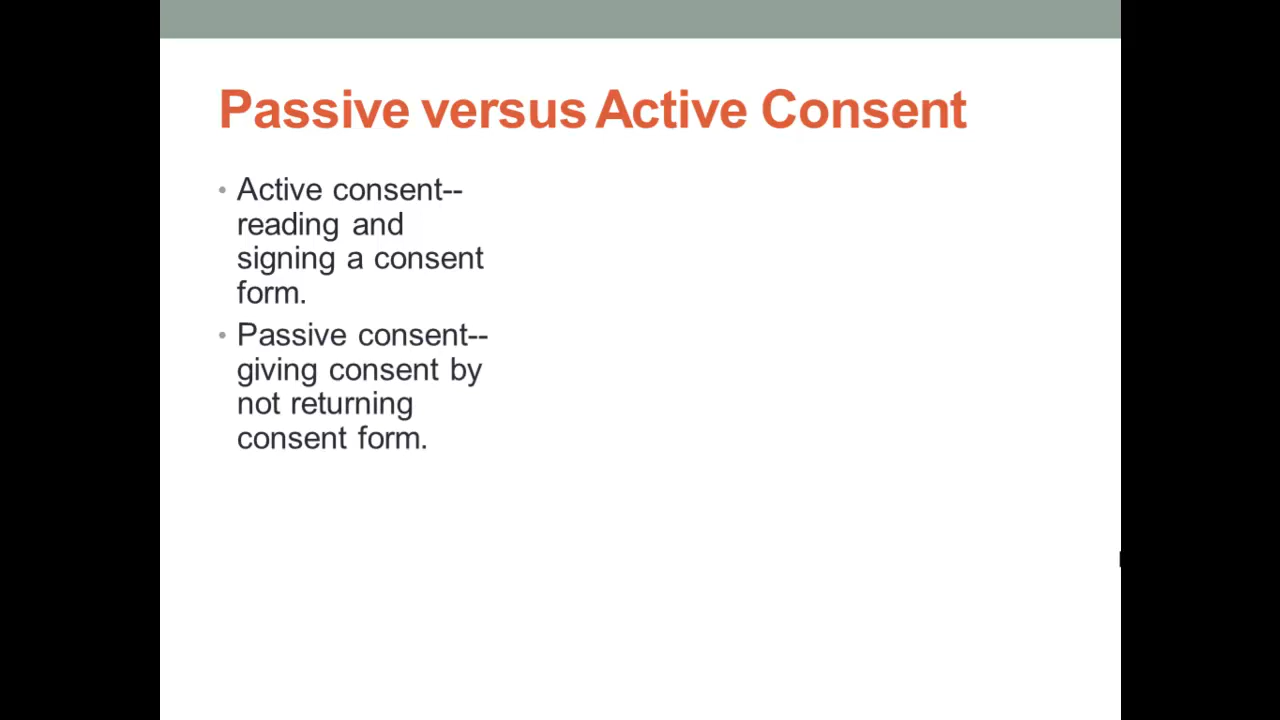 Passive versus Active Consent
• Active consent--
reading and
signing a consent
form.
• Passive consent--
giving consent by
not returning
consent form.